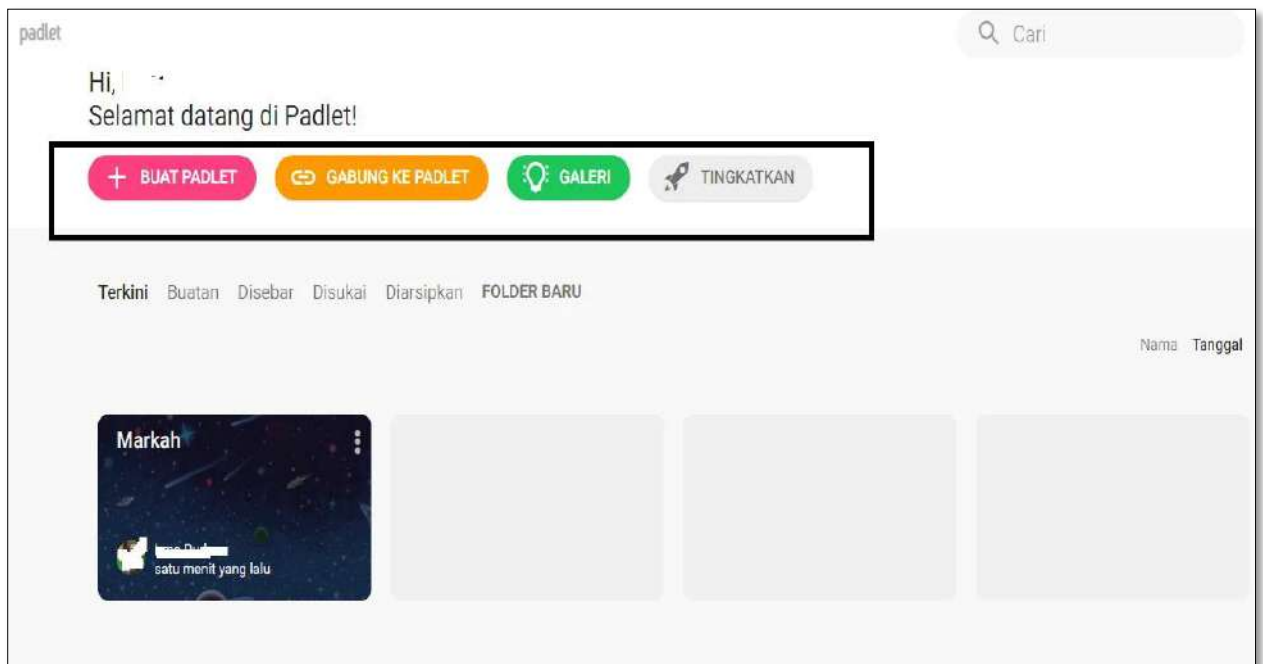 padlet
Cari
Hi,
Selamat datang di Padlet!
BUAT PADLET GABUNG KE PADLET GALERI TINGKATKAN
Terkini Buatan Disebar Disukai Diarsipkan FOLDER BARU
Nama Tanggal
Markah
satu menit yang lalu